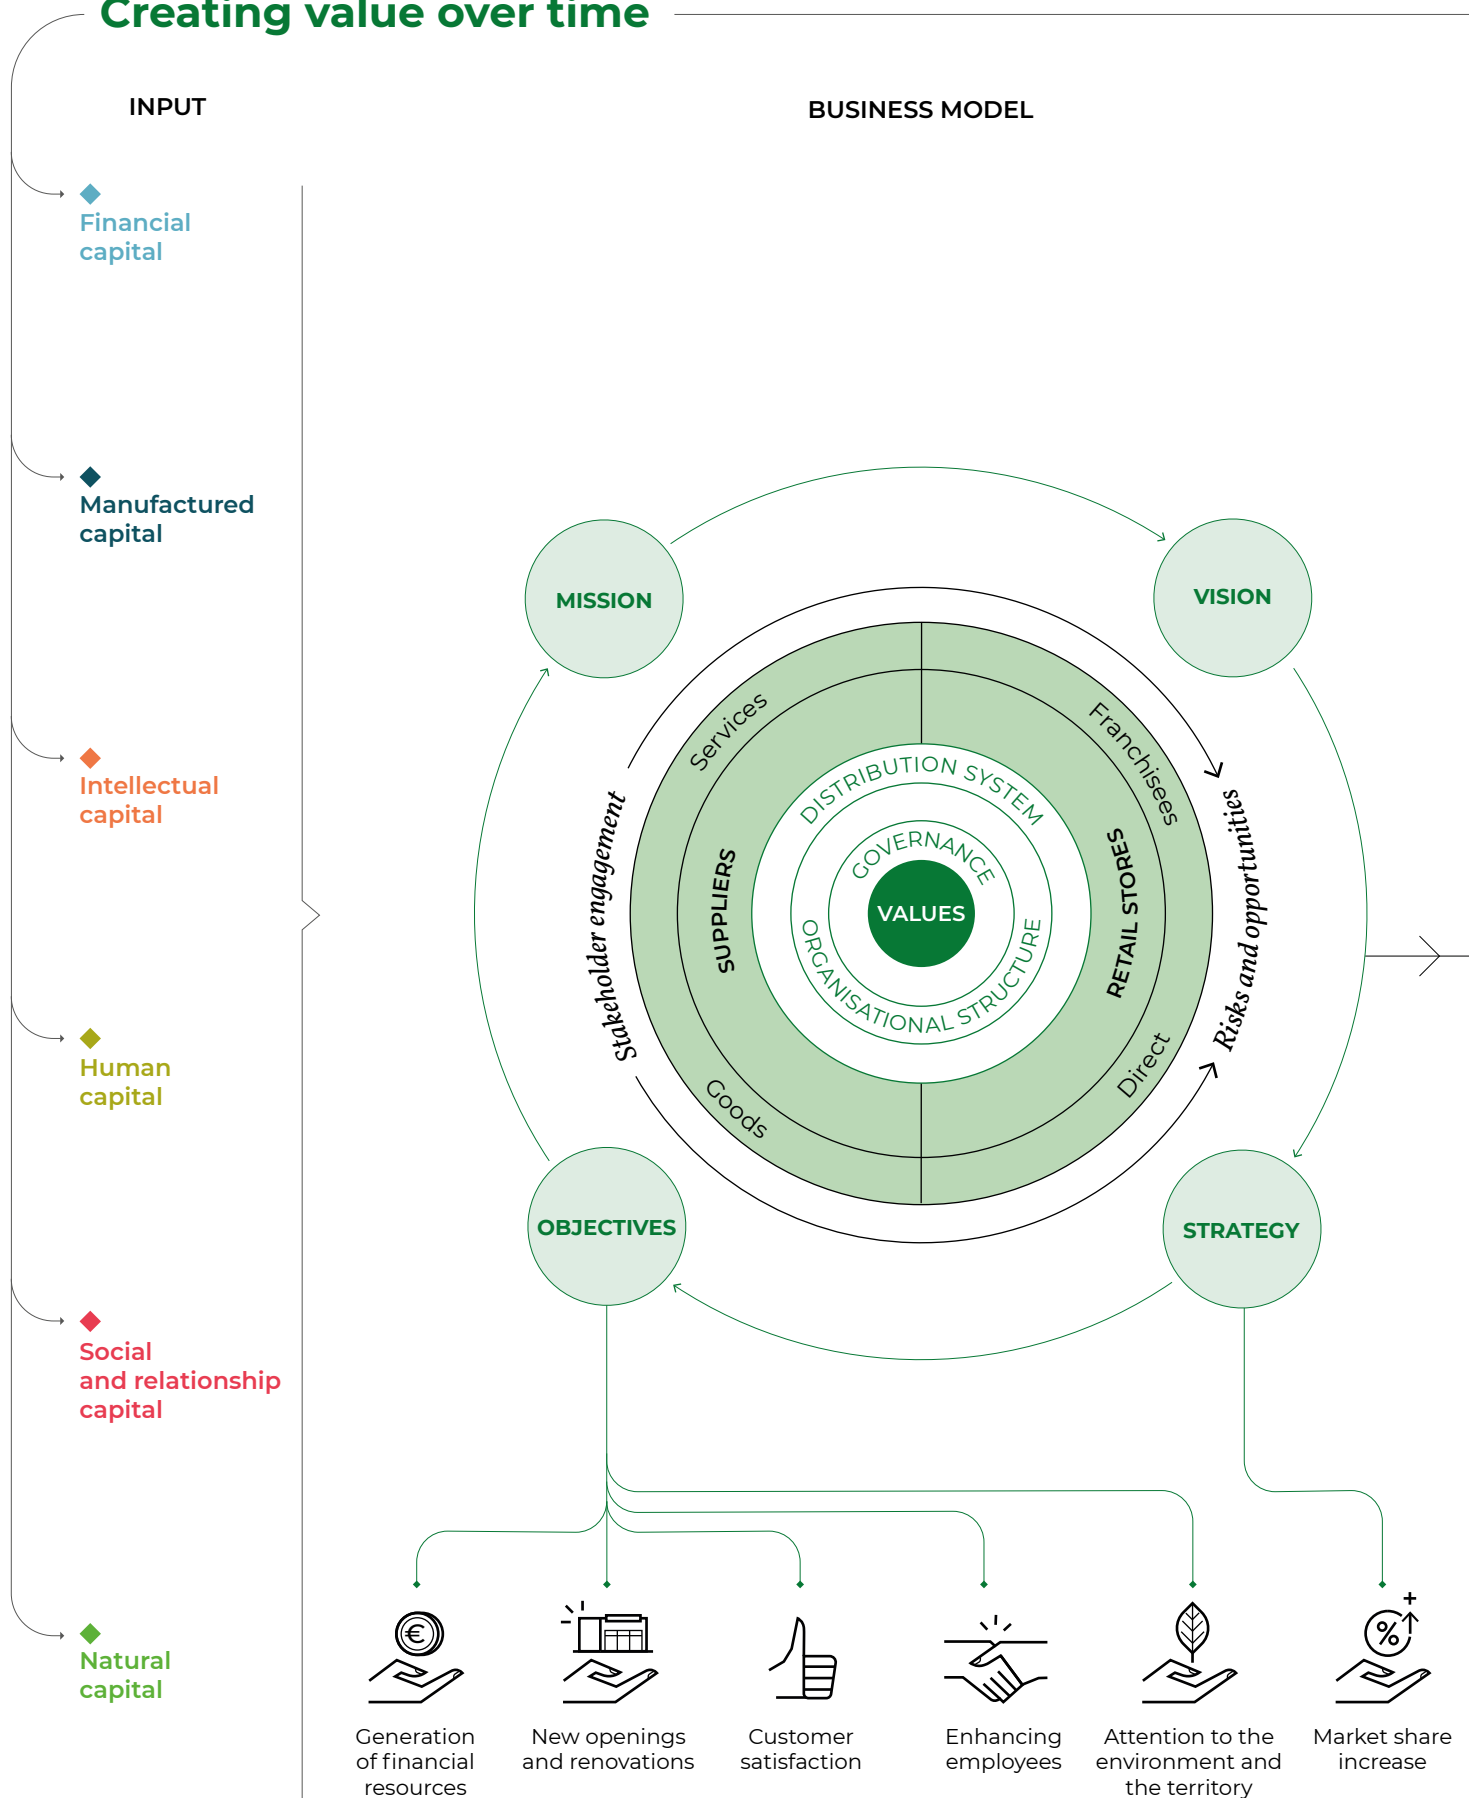 Creating value over time
INPUT
BUSINESS MODEL
Financial
capital
Manufactured
capital
Intellectual
capital
Human
capital
Social
and relationship
capital
Natural
capital
MISSION
VISION
Services
Franchisees
DISTRIBUTION SYSTEM
GOVERNANCE
VALUES
ORGANISATIONAL STRUCTURE
SUPPLIERS
RETAIL STORES
Stakeholder engagement
Risks and opportunities
Goods
Direct
OBJECTIVES
STRATEGY
€
%
+
Generation
of financial
resources
New openings
and renovations
Customer
satisfaction
Enhancing
employees
Attention to the
environment and
the territory
Market share
increase